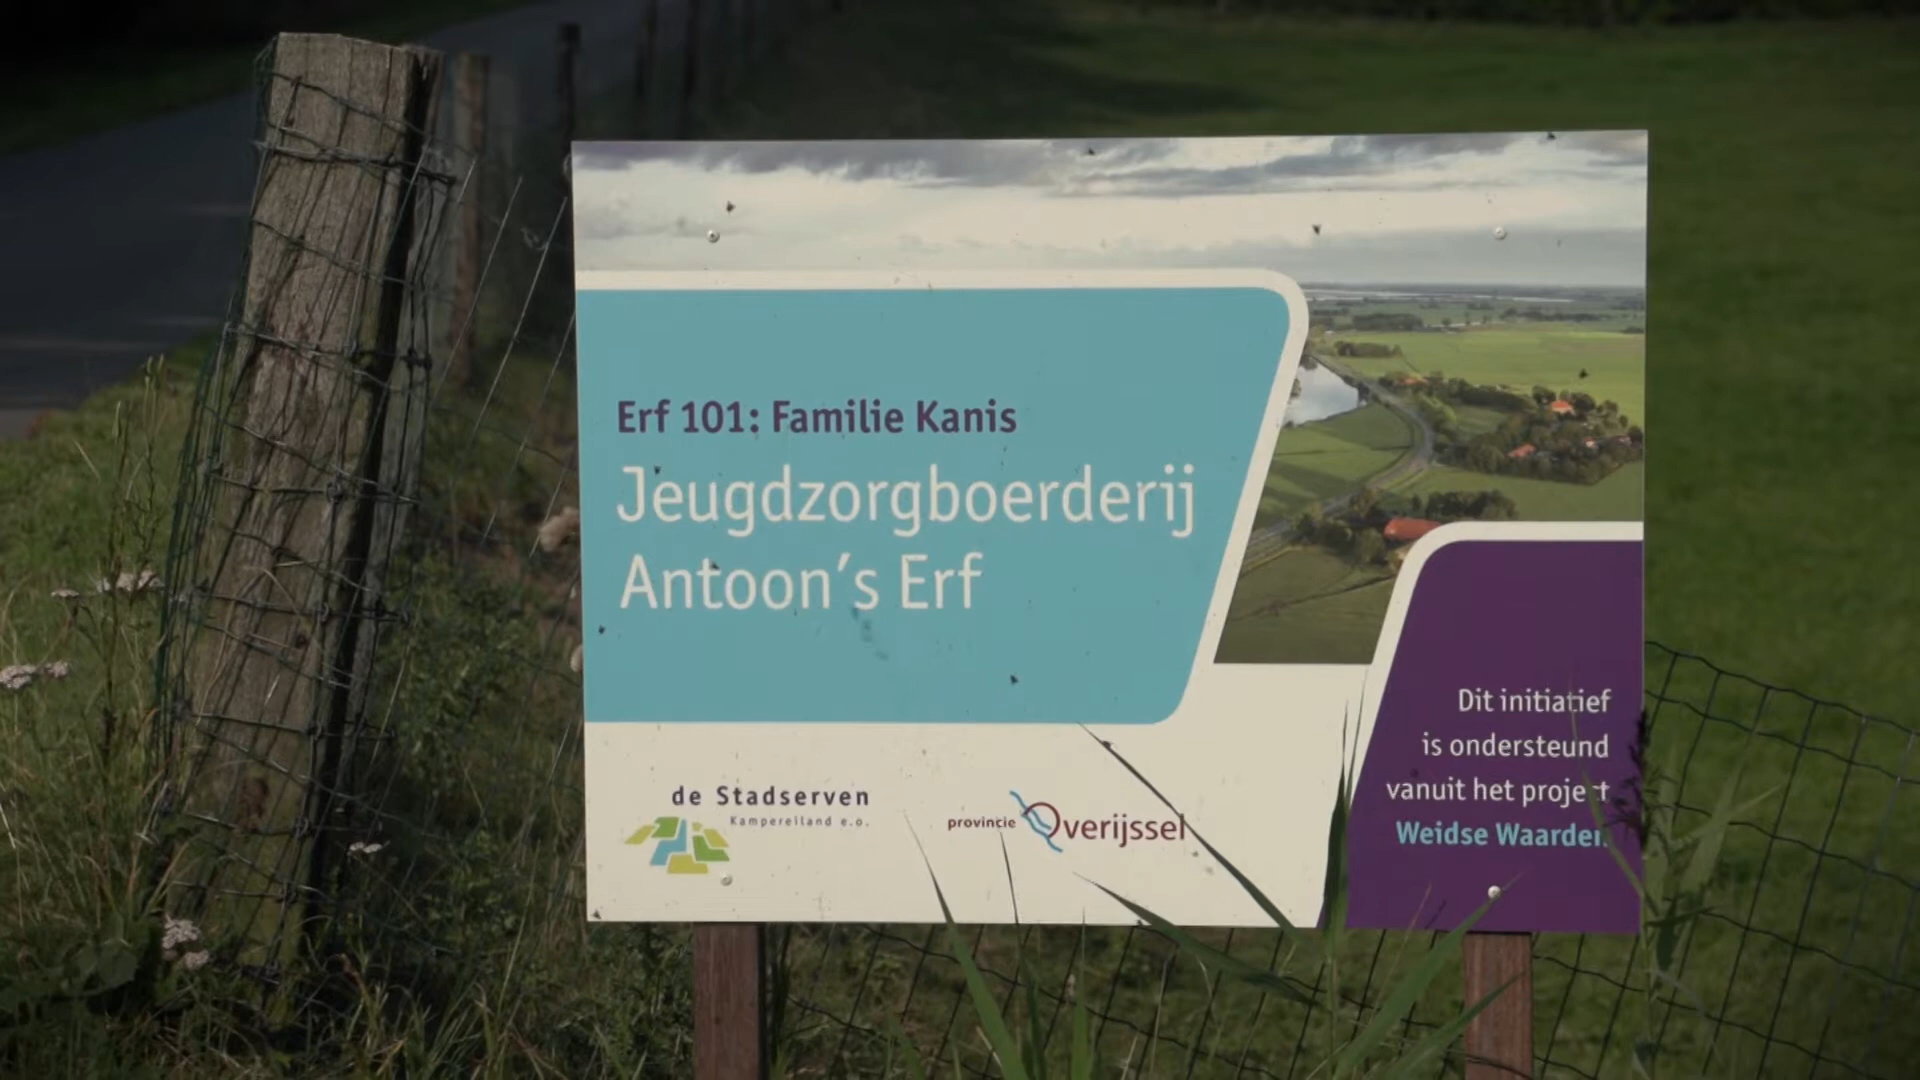 Erf 101: Familie Kanis
Jeugdzorgboerderij
Antoon's Erf
de Stadserven
Kampereiland e.o.
provincie Overijssel
Dit initiatief
is ondersteund
vanuit het project
Weidse Waarden